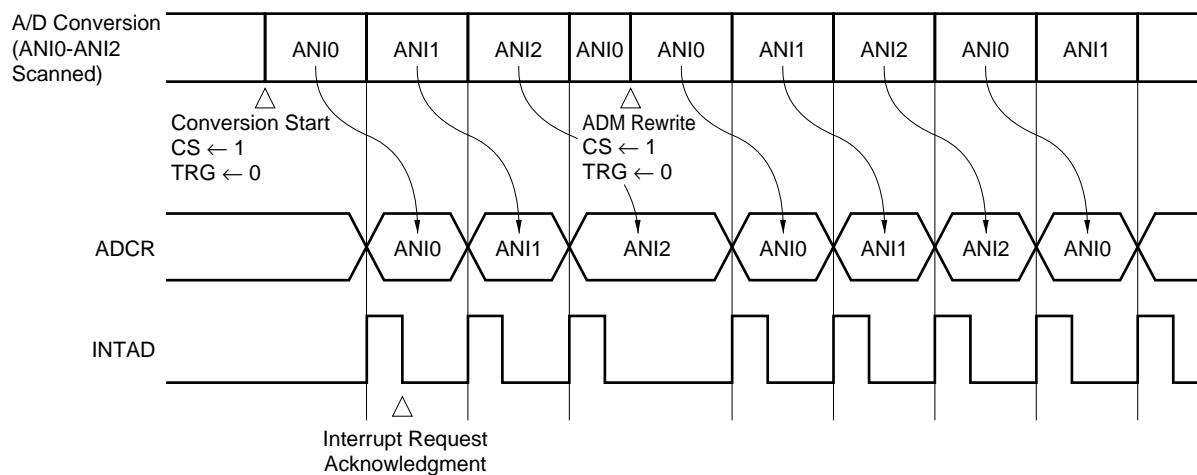 A/D Conversion
(ANI0-ANI2
Scanned)
ANI0 ANI1 ANI2 ANI0 ANI0 ANI1 ANI2 ANI0 ANI1
Conversion Start
CS ← 1
TRG ← 0
ADM Rewrite
CS ← 1
TRG ← 0
ADCR
ANI0 ANI1 ANI2 ANI0 ANI1 ANI2 ANI0
INTAD
Interrupt Request
Acknowledgment